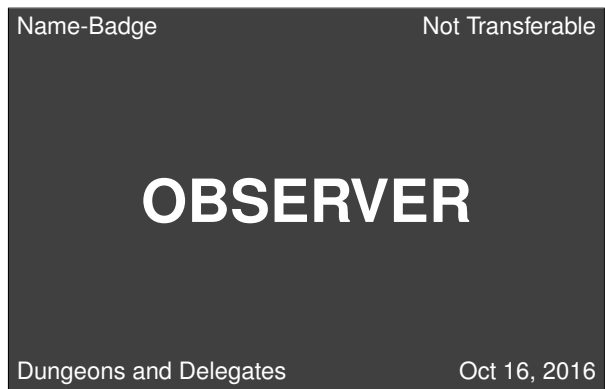 Name-Badge Not Transferable
OBSERVER
Dungeons and Delegates Oct 16, 2016